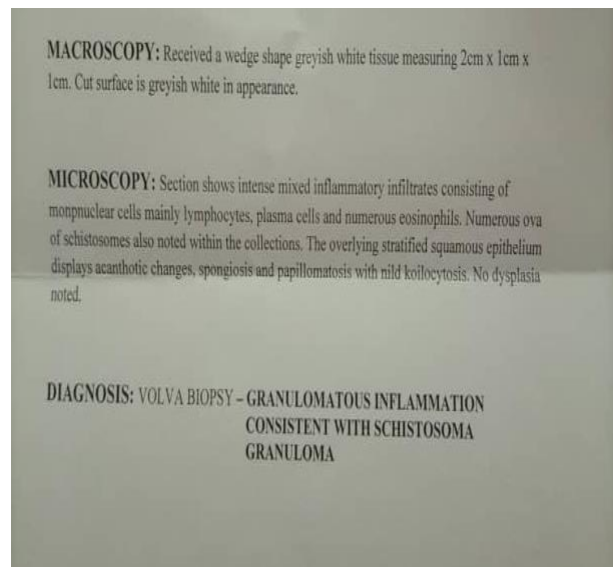 MACROSCOPY: Received a wedge shape greyish white tissue measuring 2cm x 1cm x
1cm. Cut surface is greyish white in appearance.
MICROSCOPY: Section shows intense mixed inflammatory infiltrates consisting of
monpnuclear cells mainly lymphocytes, plasma cells and numerous eosinophils. Numerous ova
of schistosomes also noted within the collections. The overlying stratified squamous epithelium
displays acanthotic changes, spongiosis and papillomatosis with nild koilocytosis. No dysplasia
noted.
DIAGNOSIS: VOLVA BIOPSY – GRANULOMATOUS INFLAMMATION
CONSISTENT WITH SCHISTOSOMA
GRANULOMA